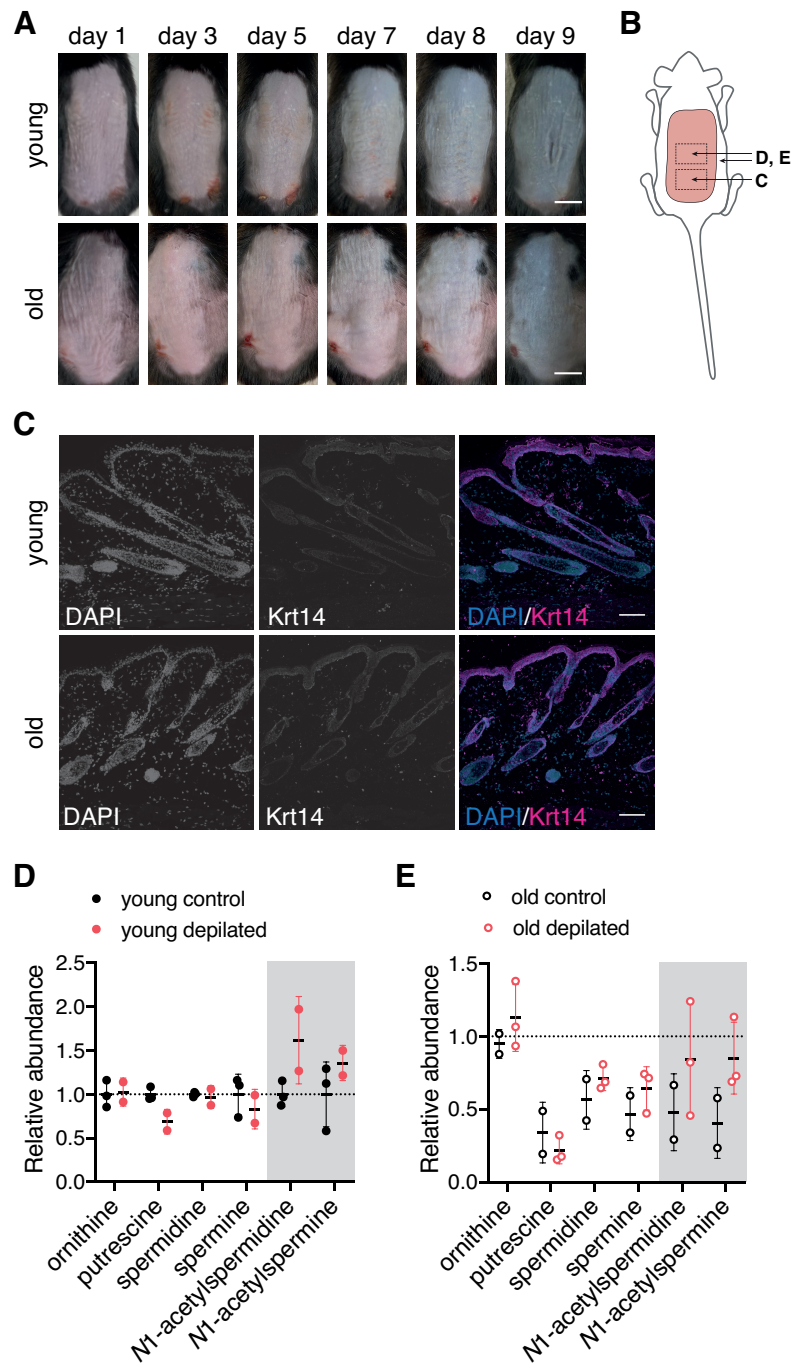 A
day 1 day 3 day 5 day 7 day 8 day 9
young
old
B
D, E
C
C
young
DAPI Krt14 DAPI/Krt14
old
DAPI Krt14 DAPI/Krt14
D
young control
young depilated
Relative abundance
2.5
2.0
1.5
1.0
0.5
0.0
ornithine
putrescine
spermidine
spermine
N1-acetylspermidine
N1-acetylspermine
E
old control
old depilated
Relative abundance
1.5
1.0
0.5
0.0
ornithine
putrescine
spermidine
spermine
N1-acetylspermidine
N1-acetylspermine